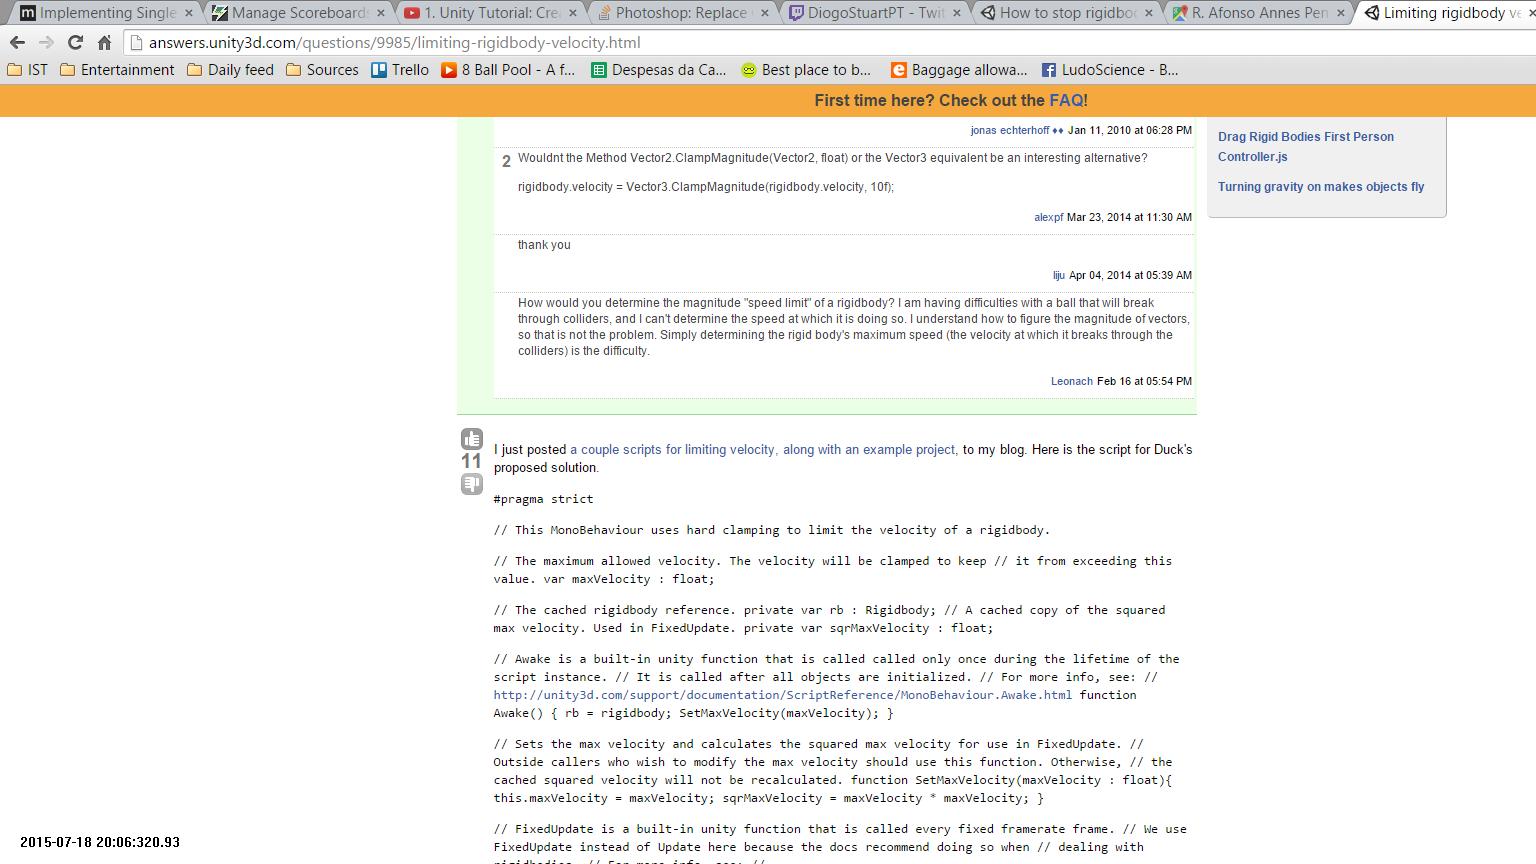 Implementing Single
Manage Scoreboard
1. Unity Tutorial: Cre
Photoshop: Replace
DiogoStuartPT - Twit
How to stop rigidbo
R. Afonso Annes Pen
Limiting rigidbody ve
answers.unity3d.com/questions/9985/limiting-rigidbody-velocity.html
IST Entertainment Daily feed Sources Trello 8 Ball Pool - A f... Despesas da Ca... Best place to b... Baggage allowa... LudoScience - B...
First time here? Check out the FAQ!
jonas echterhoff ♦♦ Jan 11, 2010 at 06:28 PM
2 Wouldnt the Method Vector2.ClampMagnitude(Vector2, float) or the Vector3 equivalent be an interesting alternative?
rigidbody.velocity = Vector3.ClampMagnitude(rigidbody.velocity, 10f);
alexpf Mar 23, 2014 at 11:30 AM
thank you
liju Apr 04, 2014 at 05:39 AM
How would you determine the magnitude "speed limit" of a rigidbody? I am having difficulties with a ball that will break
through colliders, and I can't determine the speed at which it is doing so. I understand how to figure the magnitude of vectors,
so that is not the problem. Simply determining the rigid body's maximum speed (the velocity at which it breaks through the
colliders) is the difficulty.
Leonach Feb 16 at 05:54 PM
Drag Rigid Bodies First Person
Controller.js
Turning gravity on makes objects fly
11
I just posted a couple scripts for limiting velocity, along with an example project, to my blog. Here is the script for Duck's
proposed solution.
#pragma strict
// This MonoBehaviour uses hard clamping to limit the velocity of a rigidbody.
// The maximum allowed velocity. The velocity will be clamped to keep // it from exceeding this
value. var maxVelocity : float;
// The cached rigidbody reference. private var rb : Rigidbody; // A cached copy of the squared
max velocity. Used in FixedUpdate. private var sqrMaxVelocity : float;
// Awake is a built-in unity function that is called called only once during the lifetime of the
script instance. // It is called after all objects are initialized. // For more info, see: //
http://unity3d.com/support/documentation/ScriptReference/MonoBehaviour.Awake.html function
Awake() { rb = rigidbody; SetMaxVelocity(maxVelocity); }
// Sets the max velocity and calculates the squared max velocity for use in FixedUpdate. //
Outside callers who wish to modify the max velocity should use this function. Otherwise, // the
cached squared velocity will not be recalculated. function SetMaxVelocity(maxVelocity : float){
this.maxVelocity = maxVelocity; sqrMaxVelocity = maxVelocity * maxVelocity; }
// FixedUpdate is a built-in unity function that is called every fixed framerate frame. // We use
FixedUpdate instead of Update here because the docs recommend doing so when // dealing with
2015-07-18 20:06:320.93